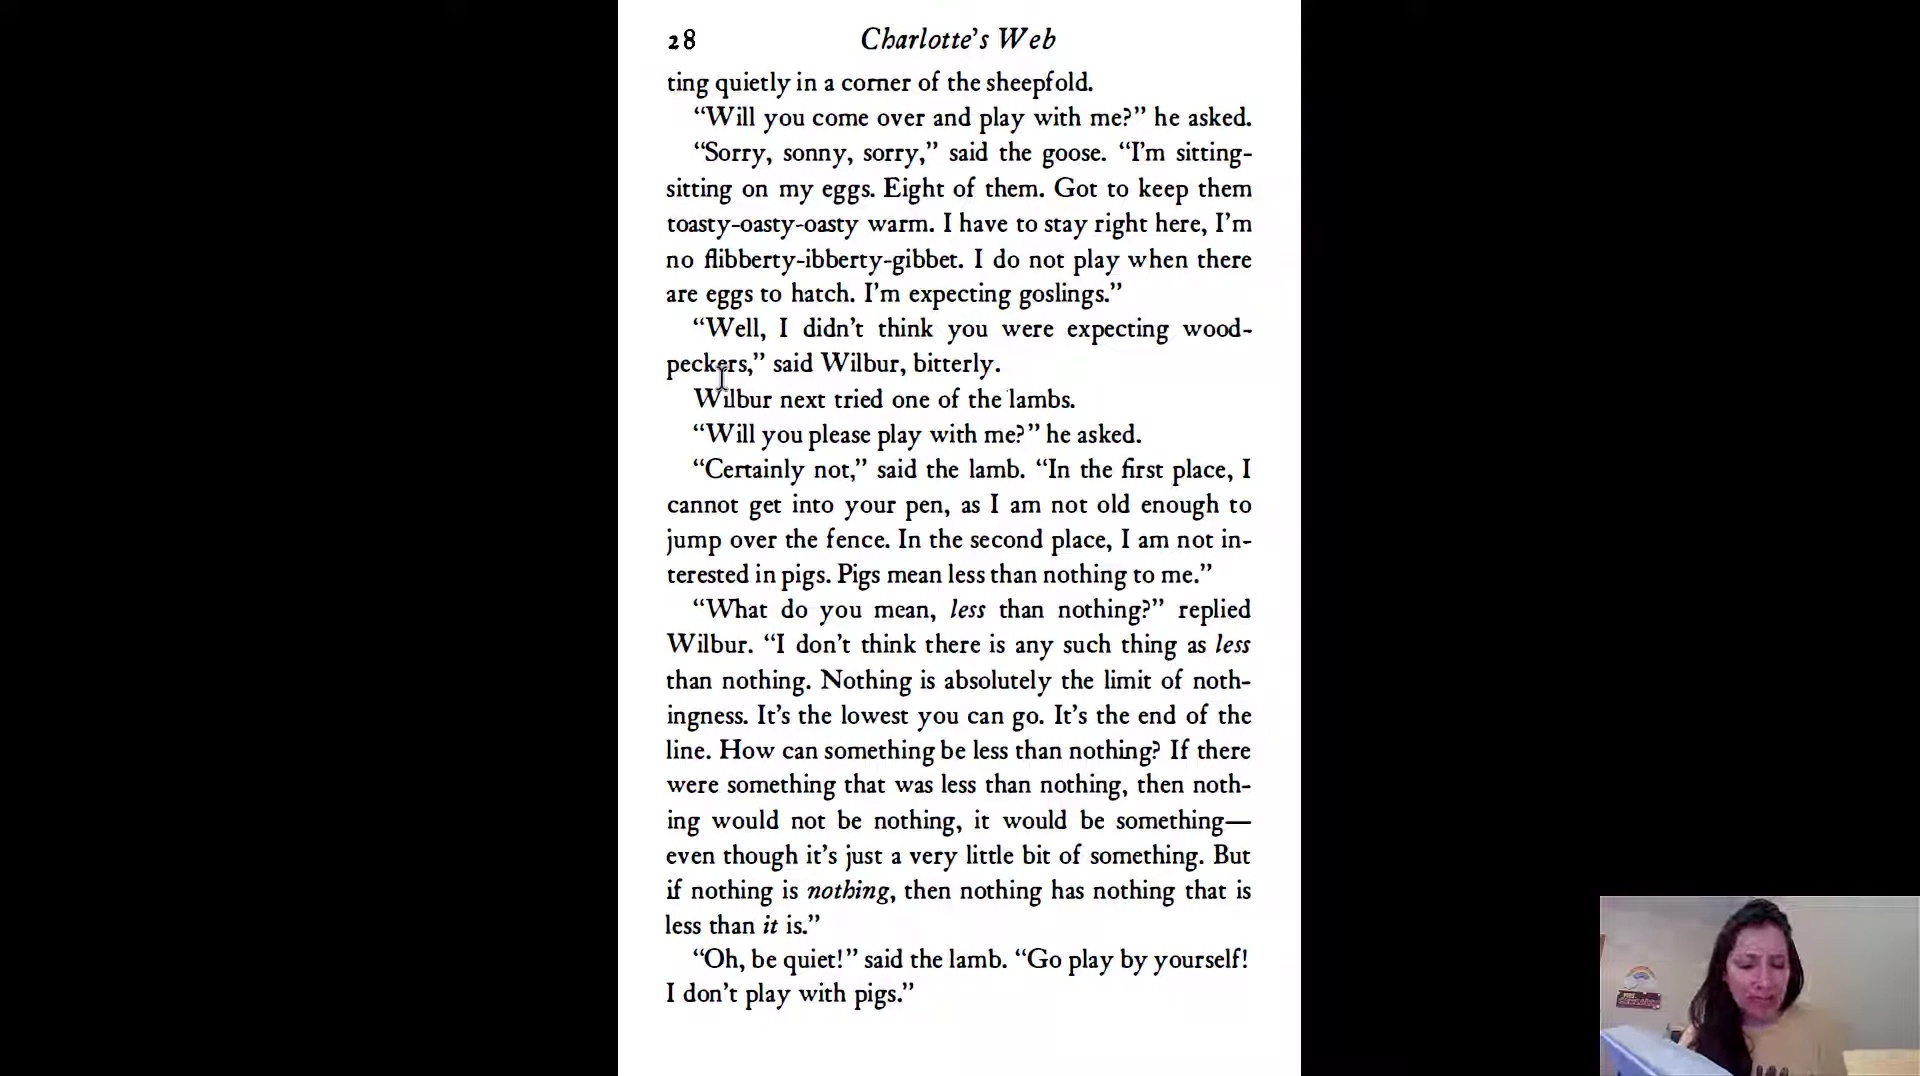 28 Charlotte's Web
ting quietly in a corner of the sheepfold.
“Will you come over and play with me?” he asked.
“Sorry, sonny, sorry,” said the goose. “I'm sitting-
sitting on my eggs. Eight of them. Got to keep them
toasty-oasty-oasty warm. I have to stay right here, I'm
no flibberty-ibberty-gibbet. I do not play when there
are eggs to hatch. I'm expecting goslings.”
“Well, I didn't think you were expecting wood-
peckers,” said Wilbur, bitterly.
Wilbur next tried one of the lambs.
“Will you please play with me?” he asked.
“Certainly not,” said the lamb. “In the first place, I
cannot get into your pen, as I am not old enough to
jump over the fence. In the second place, I am not in-
terested in pigs. Pigs mean less than nothing to me.”
“What do you mean, less than nothing?” replied
Wilbur. “I don't think there is any such thing as less
than nothing. Nothing is absolutely the limit of noth-
ingness. It's the lowest you can go. It's the end of the
line. How can something be less than nothing? If there
were something that was less than nothing, then noth-
ing would not be nothing, it would be something—
even though it's just a very little bit of something. But
if nothing is nothing, then nothing has nothing that is
less than it is.”
“Oh, be quiet!” said the lamb. “Go play by yourself!
I don't play with pigs.”